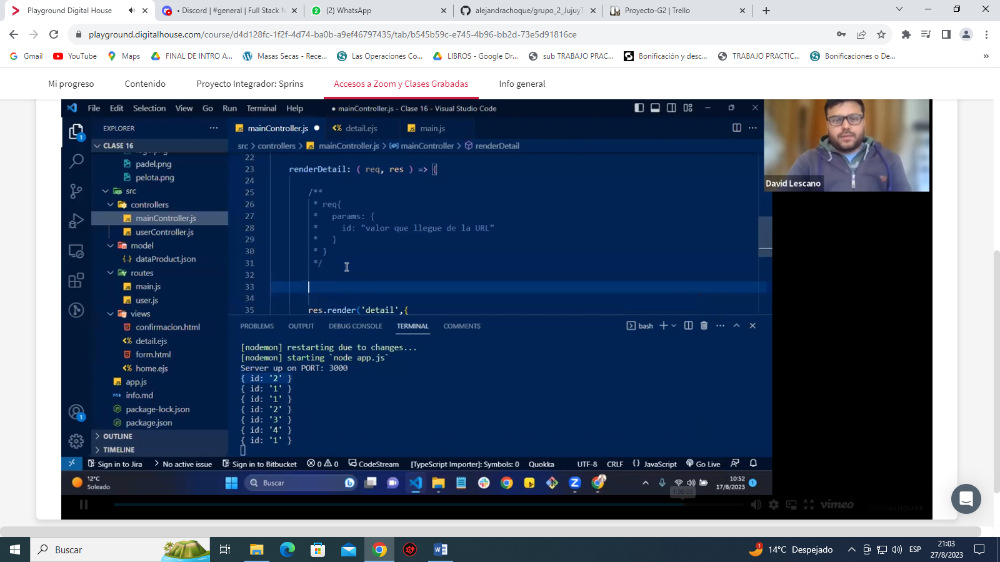 Playground Digital House
• Discord | #general | Full Stack N
(2) WhatsApp
alejandrachoque/grupo_2_JujuyT
Proyecto-G2 | Trello
playground.digitalhouse.com/course/d4d128fc-1f2f-4d74-ba0b-a9ef46797435/tab/b545b59c-e745-4b96-bb2d-73e5d91816ce
Gmail
YouTube
Maps
FINAL DE INTRO A...
Masas Secas - Rece...
Las Operaciones Co...
LIBROS - Google Dr...
sub TRABAJO PRAC...
Bonificación y desc...
TRABAJO PRACTIC...
Bonificaciones o De...
»
Mi progreso
Contenido
Proyecto Integrador: Sprins
Accesos a Zoom y Clases Grabadas
Info general
File Edit Selection View Go Run Terminal Help
● mainController.js - Clase 16 - Visual Studio Code
EXPLORER
mainController.js
detail.ejs
main.js
CLASE 16
src > controllers > mainController.js > mainController > renderDetail
padel.png
pelota.png
src
controllers
mainController.js
userController.js
model
dataProduct.json
routes
main.js
user.js
views
confirmacion.html
detail.ejs
form.html
home.ejs
app.js
info.md
package-lock.json
package.json
OUTLINE
TIMELINE
22
23 renderDetail: ( req, res ) => {
24
25 /**
26 * req{
27 * params: {
28 * id: "valor que llegue de la URL"
29 * }
30 * }
31 */
32
33
34
35 res.render('detail',{
PROBLEMS
OUTPUT
DEBUG CONSOLE
TERMINAL
COMMENTS
bash
[nodemon] restarting due to changes...
[nodemon] starting `node app.js`
Server up on PORT: 3000
{ id: '2' }
{ id: '1' }
{ id: '1' }
{ id: '2' }
{ id: '3' }
{ id: '4' }
{ id: '1' }
Sign in to Jira
No active issue
Sign in to Bitbucket
0 0
CodeStream
[TypeScript Importer]: Symbols: 0
Quokka
UTF-8
CRLF
JavaScript
Go Live
12°C
Soleado
Buscar
10:52
17/8/2023
David Lescano
1:36:05
vimeo
DIGITALHOUSE
Buscar
14°C Despejado
ESP
21:03
27/8/2023